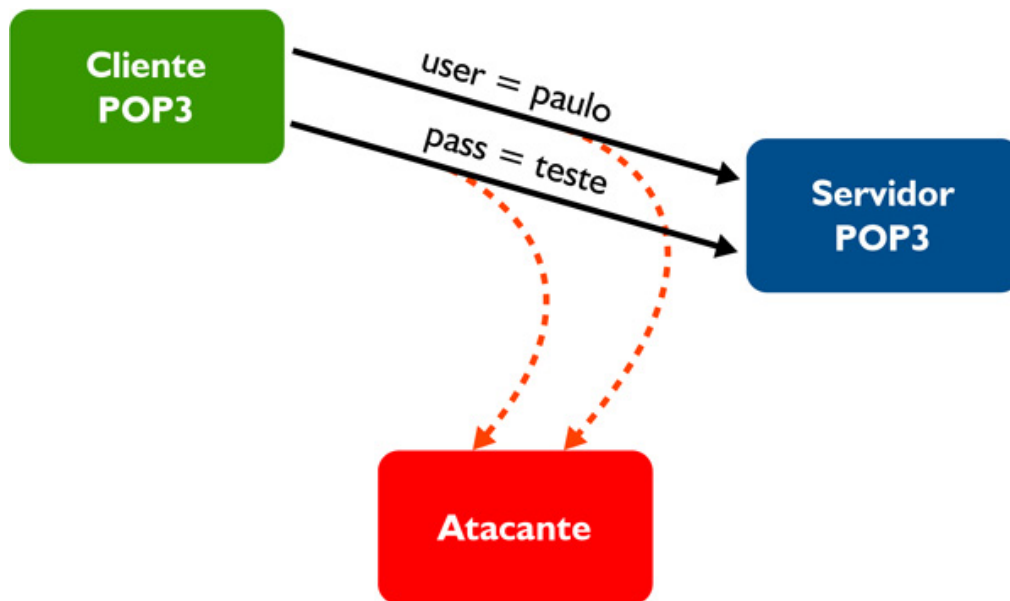 Cliente
POP3
user = paulo
pass = teste
Servidor
POP3
Atacante